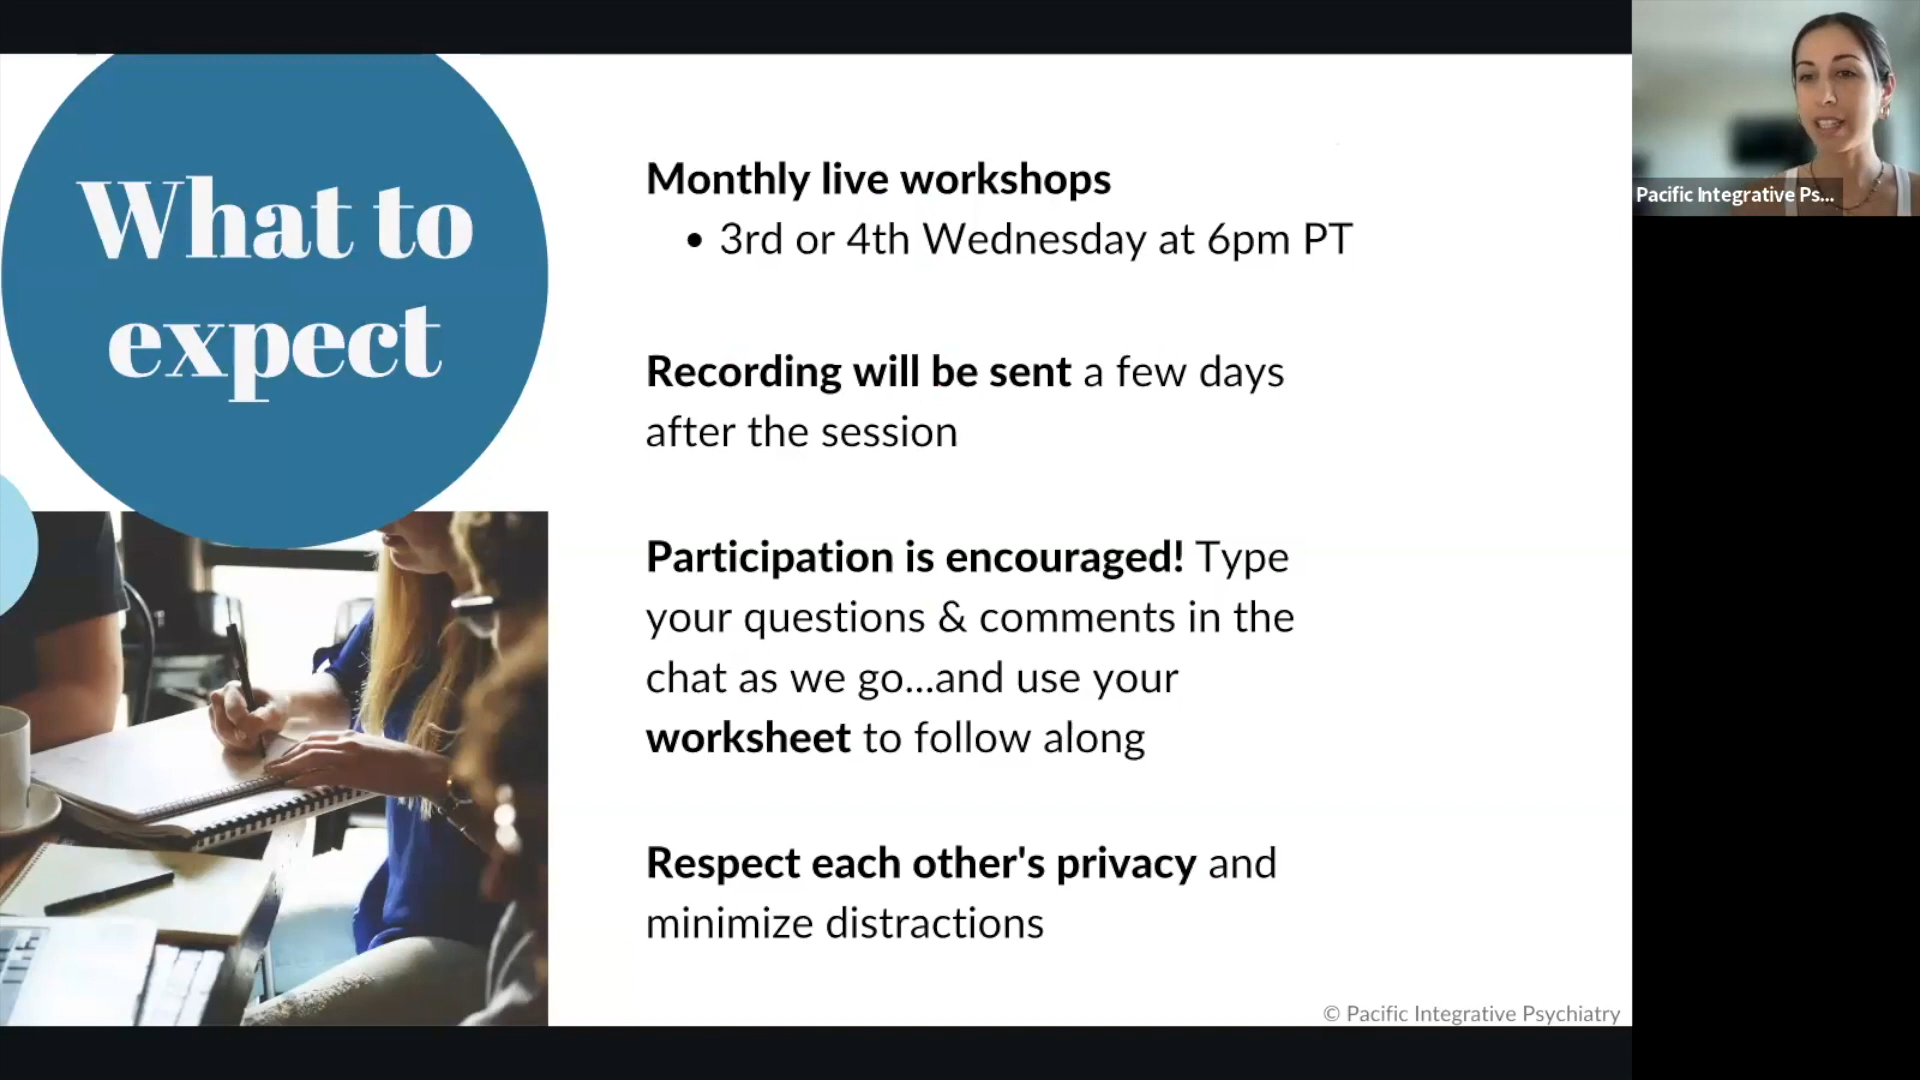 What to
expect
Monthly live workshops
• 3rd or 4th Wednesday at 6pm PT
Recording will be sent a few days
after the session
Participation is encouraged! Type
your questions & comments in the
chat as we go...and use your
worksheet to follow along
Respect each other's privacy and
minimize distractions
© Pacific Integrative Psychiatry
Pacific Integrative Ps...